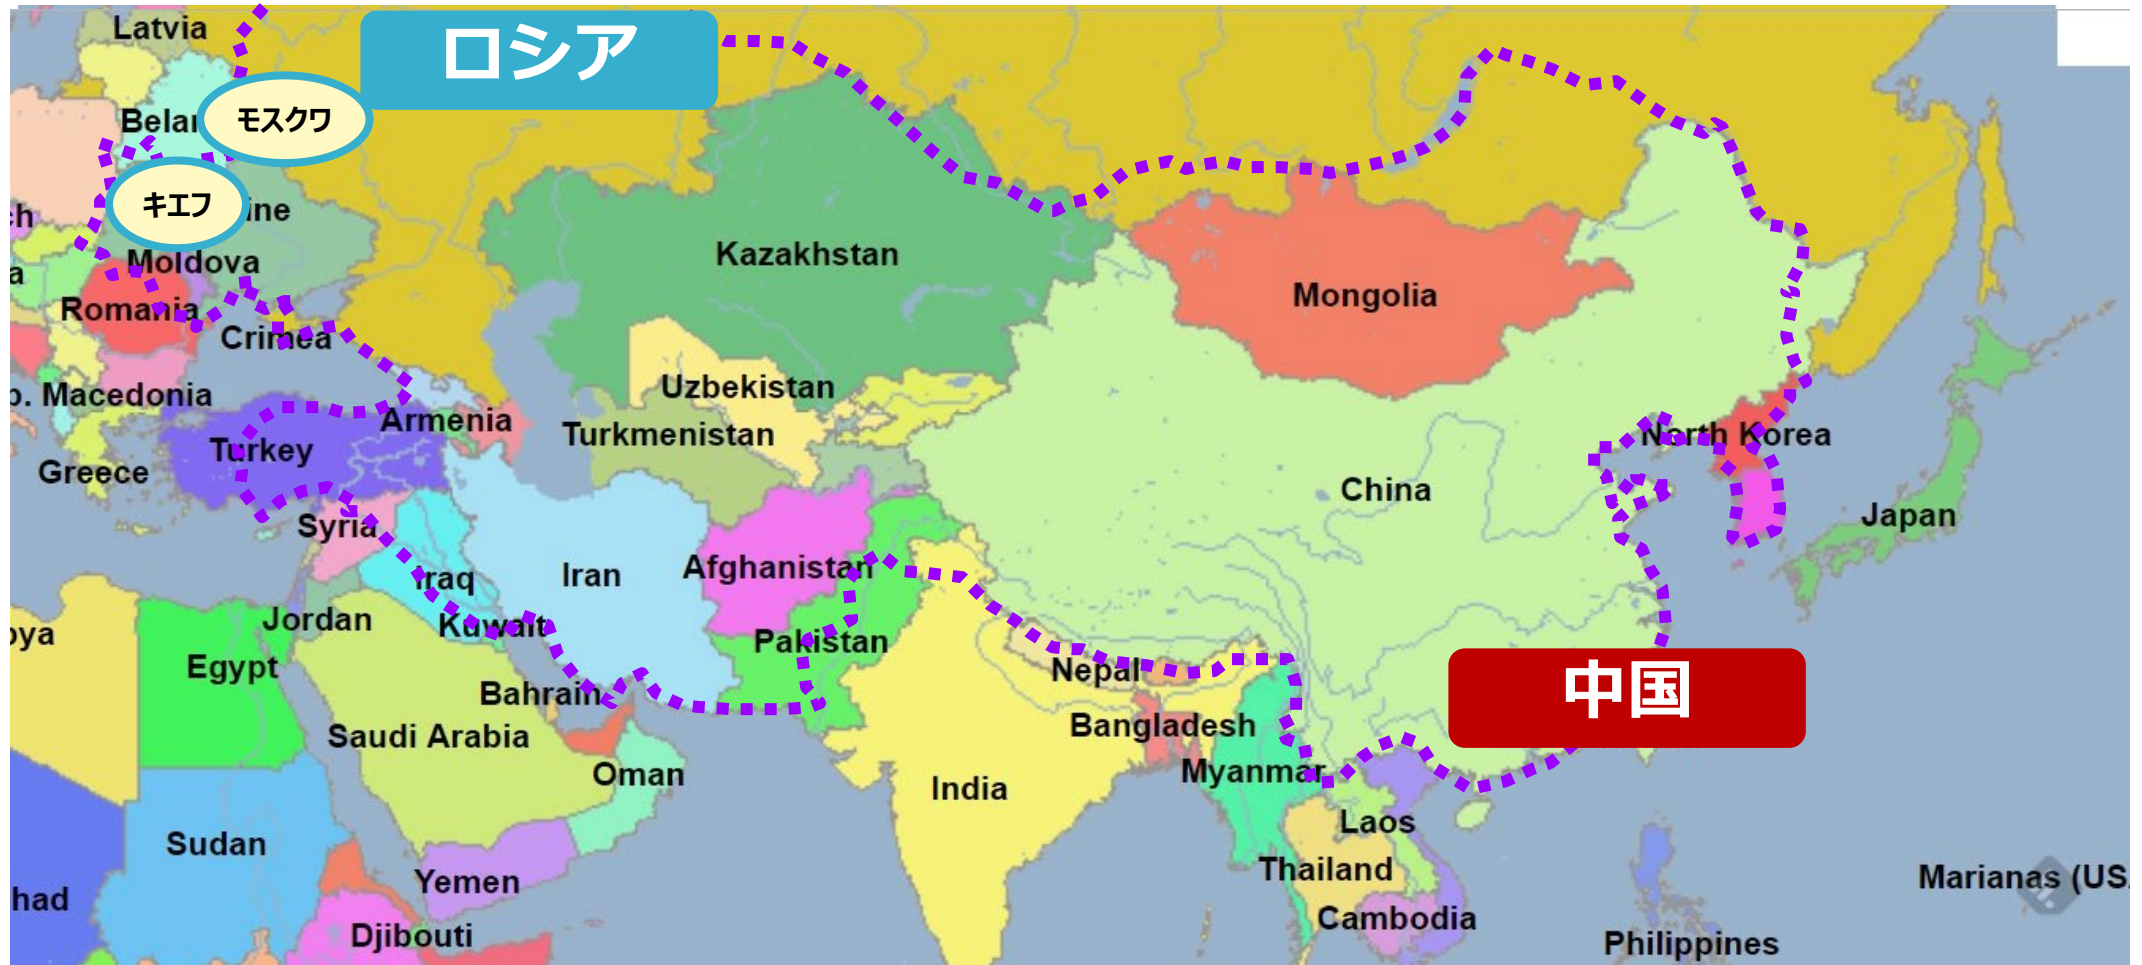 Latvia
ロシア
Belar
モスクワ
キエフ
ine
ch
Moldova
a
Romania
Crimea
Kazakhstan
Mongolia
p. Macedonia
Uzbekistan
Armenia
Turkmenistan
Turkey
Greece
North Korea
China
Japan
Syria
Iraq
Iran
Afghanistan
Jordan
Kuwait
Pakistan
oya
Egypt
Nepal
Bahrain
中国
Saudi Arabia
Bangladesh
Oman
Myanmar
India
Laos
Sudan
Thailand
Yemen
had
Marianas (US
Cambodia
Djibouti
Philippines